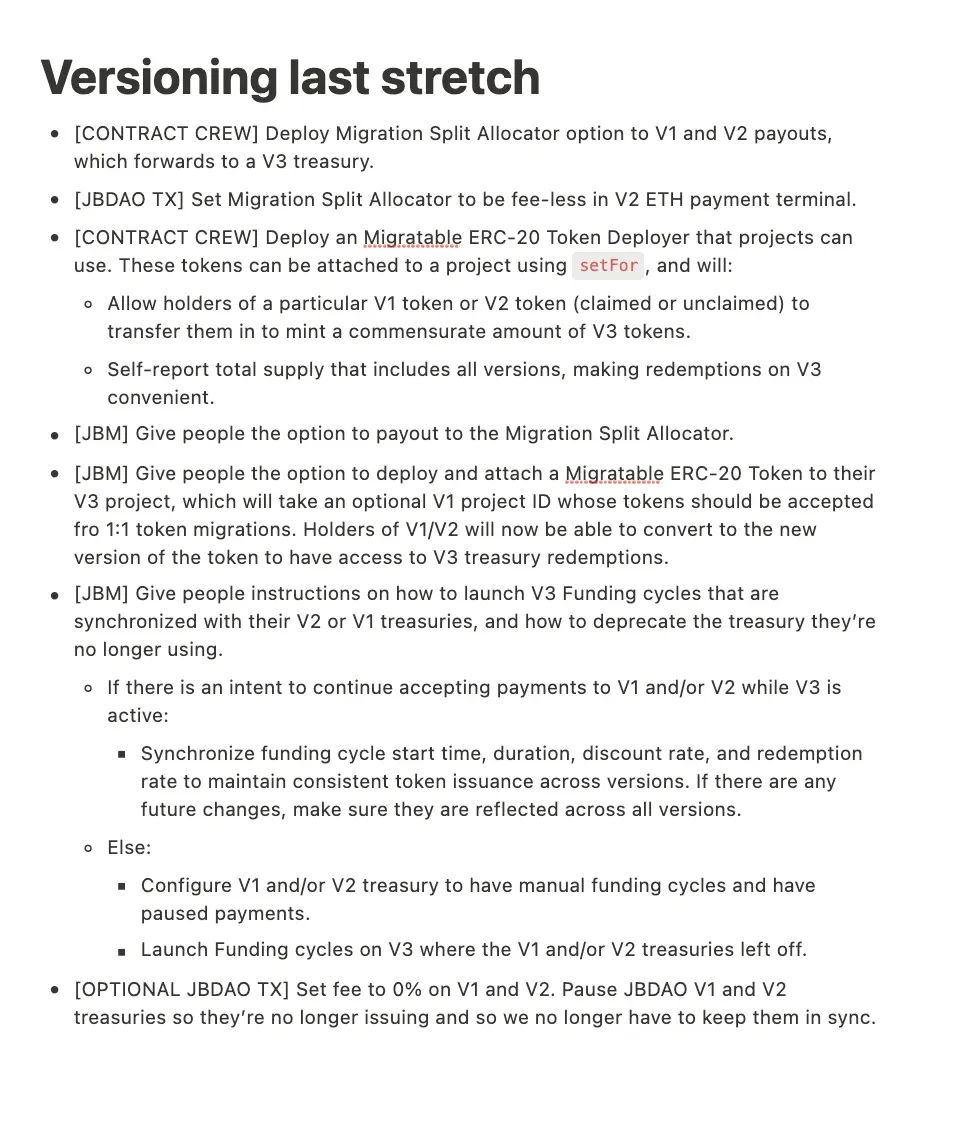 Versioning last stretch
• [CONTRACT CREW] Deploy Migration Split Allocator option to V1 and V2 payouts,
which forwards to a V3 treasury.
• [JBDAO TX] Set Migration Split Allocator to be fee-less in V2 ETH payment terminal.
• [CONTRACT CREW] Deploy an Migratable ERC-20 Token Deployer that projects can
use. These tokens can be attached to a project using setFor, and will:
◦ Allow holders of a particular V1 token or V2 token (claimed or unclaimed) to
transfer them in to mint a commensurate amount of V3 tokens.
◦ Self-report total supply that includes all versions, making redemptions on V3
convenient.
• [JBM] Give people the option to payout to the Migration Split Allocator.
• [JBM] Give people the option to deploy and attach a Migratable ERC-20 Token to their
V3 project, which will take an optional V1 project ID whose tokens should be accepted
fro 1:1 token migrations. Holders of V1/V2 will now be able to convert to the new
version of the token to have access to V3 treasury redemptions.
• [JBM] Give people instructions on how to launch V3 Funding cycles that are
synchronized with their V2 or V1 treasuries, and how to deprecate the treasury they’re
no longer using.
◦ If there is an intent to continue accepting payments to V1 and/or V2 while V3 is
active:
▪ Synchronize funding cycle start time, duration, discount rate, and redemption
rate to maintain consistent token issuance across versions. If there are any
future changes, make sure they are reflected across all versions.
◦ Else:
▪ Configure V1 and/or V2 treasury to have manual funding cycles and have
paused payments.
▪ Launch Funding cycles on V3 where the V1 and/or V2 treasuries left off.
• [OPTIONAL JBDAO TX] Set fee to 0% on V1 and V2. Pause JBDAO V1 and V2
treasuries so they’re no longer issuing and so we no longer have to keep them in sync.